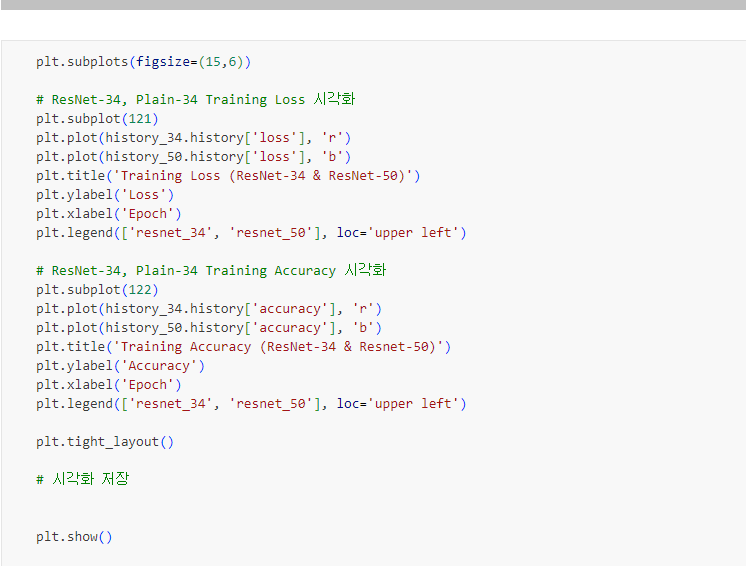 plt.subplots(figsize=(15,6))
# ResNet-34, Plain-34 Training Loss 시각화
plt.subplot(121)
plt.plot(history_34.history['loss'], 'r')
plt.plot(history_50.history['loss'], 'b')
plt.title('Training Loss (ResNet-34 & ResNet-50)')
plt.ylabel('Loss')
plt.xlabel('Epoch')
plt.legend(['resnet_34', 'resnet_50'], loc='upper left')
# ResNet-34, Plain-34 Training Accuracy 시각화
plt.subplot(122)
plt.plot(history_34.history['accuracy'], 'r')
plt.plot(history_50.history['accuracy'], 'b')
plt.title('Training Accuracy (ResNet-34 & Resnet-50)')
plt.ylabel('Accuracy')
plt.xlabel('Epoch')
plt.legend(['resnet_34', 'resnet_50'], loc='upper left')
plt.tight_layout()
# 시각화 저장
plt.show()